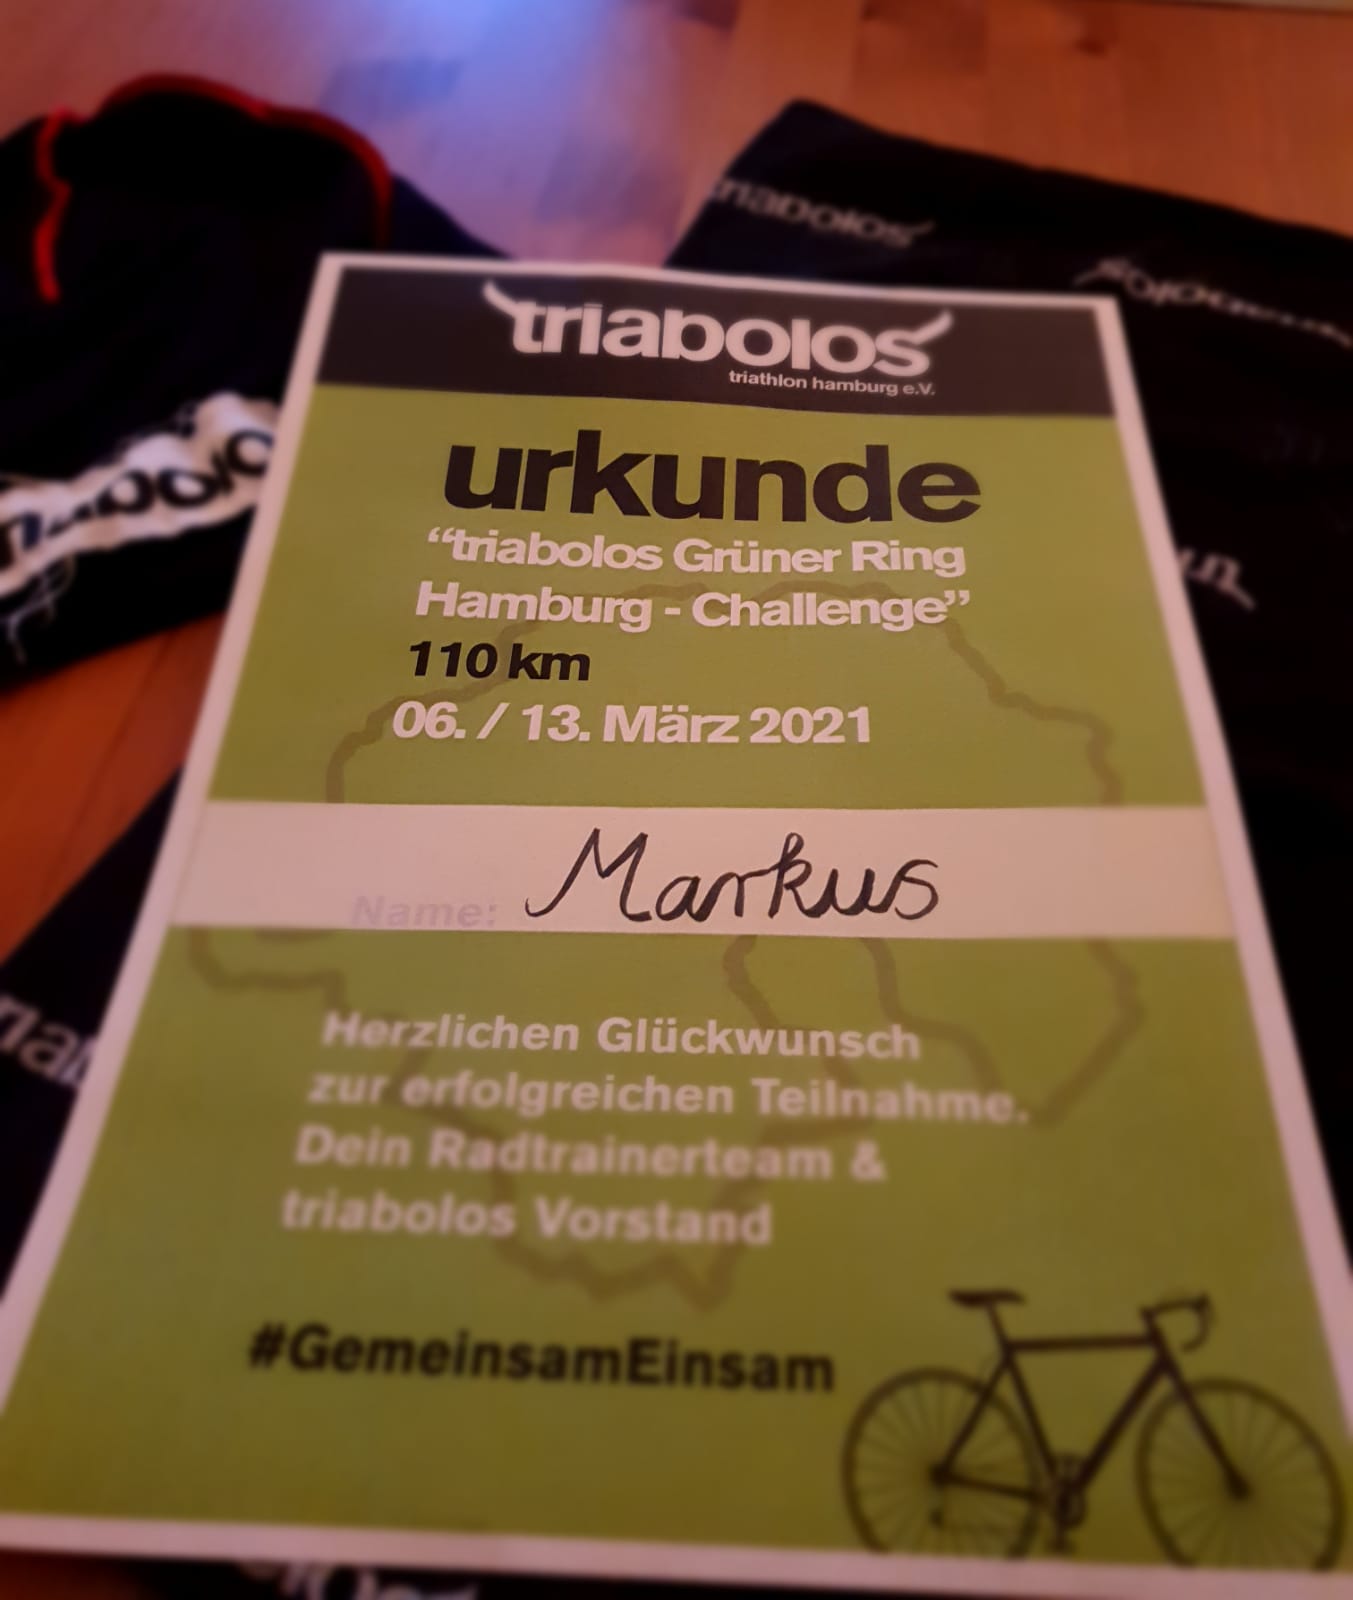 triabolos
triabolos
triabolos
triathlon hamburg e.V.
urkunde
“triabolos Grüner Ring
Hamburg - Challenge”
110 km
06. / 13. März 2021
Name: Markus
Herzlichen Glückwunsch
zur erfolgreichen Teilnahme.
Dein Radtrainerteam &
triabolos Vorstand
#GemeinsamEinsam